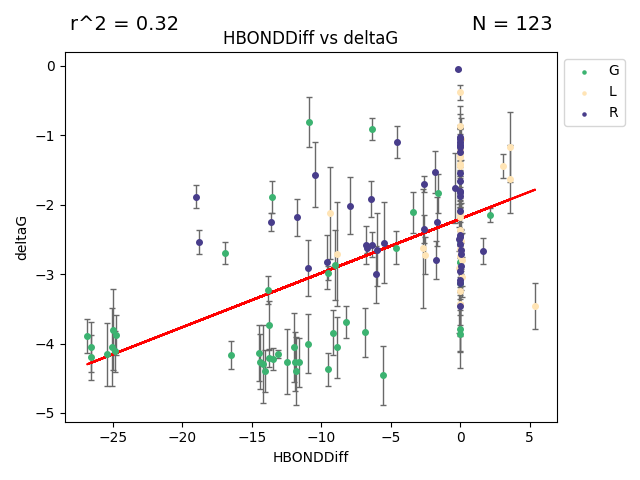 r^2 = 0.32
N = 123
HBONDDiff vs deltaG
G
L
R
deltaG
0
−1
−2
−3
−4
−5
−25
−20
−15
−10
−5
0
5
HBONDDiff